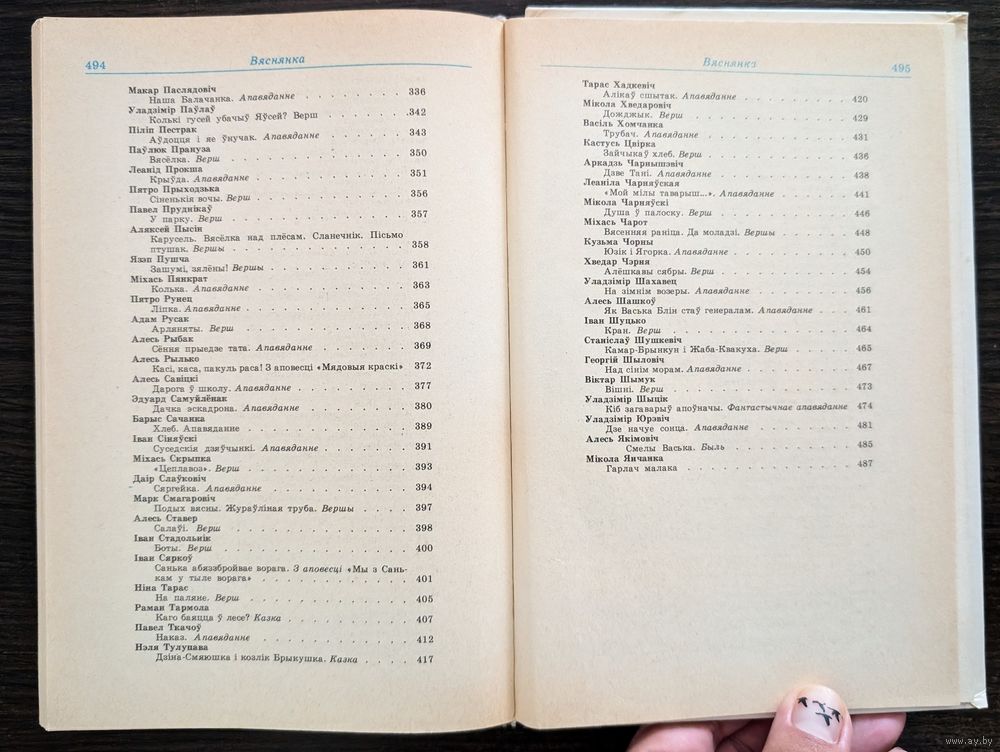 494
Вяснянка
Макар Паслядовіч
Наша Балачанка. Апавяданне . . . . . . . . 336
Уладзімір Паўлаў
Колькі гусей убачыў Яўсей? Верш . . . . . . 342
Піліп Пестрак
Аўдоцця і яе ўнучак. Апавяданне . . . . . . 343
Паўлюк Прануза
Вясёлка. Верш . . . . . . . . . . . . 350
Леанід Прокша
Крыўда. Апавяданне . . . . . . . . . . 351
Пятро Прыходзька
Сіненькія вочы. Верш . . . . . . . . . . 356
Павел Пруднікаў
У парку. Верш . . . . . . . . . . . . 357
Аляксей Пысін
Карусель. Вясёлка над плёсам. Сланечнік. Пісьмо
птушак. Вершы . . . . . . . . . . . . 358
Язэп Пушча
Зашумі, зялёны! Вершы . . . . . . . . . 361
Міхась Пянкрат
Колька. Апавяданне . . . . . . . . . . 363
Пятро Рунец
Ліпка. Апавяданне . . . . . . . . . . . 365
Адам Русак
Арляняты. Верш . . . . . . . . . . . 368
Алесь Рыбак
Сёння прыедзе тата. Апавяданне . . . . . . 369
Алесь Рылько
Касі, каса, пакуль раса! З аповесці «Мядовыя краскі» 372
Алесь Савіцкі
Дарога ў школу. Апавяданне . . . . . . . . 377
Эдуард Самуйлёнак
Дачка эскадрона. Апавяданне . . . . . . . 380
Барыс Сачанка
Хлеб. Апавяданне . . . . . . . . . . . 389
Іван Сіняўскі
Суседскія дзяўчынкі. Апавяданне . . . . . . 391
Міхась Скрыпка
«Цеплавоз». Верш . . . . . . . . . . . 393
Даір Слаўковіч
Сяргейка. Апавяданне . . . . . . . . . 394
Марк Смагаровіч
Подых вясны. Жураўліная труба. Вершы . . . . 397
Алесь Ставер
Салаўі. Верш . . . . . . . . . . . . 398
Іван Стадольнік
Боты. Верш . . . . . . . . . . . . . 400
Іван Сяркоў
Санька абяззбройвае ворага. З аповесці «Мы з Сань-
кам у тыле ворага» . . . . . . . . . . 401
Ніна Тарас
На паляне. Верш . . . . . . . . . . . 405
Раман Тармола
Каго баяцца ў лесе? Казка . . . . . . . . 407
Павел Ткачоў
Наказ. Апавяданне . . . . . . . . . . 412
Нэля Тулупава
Дзіна-Смяюшка і козлік Брыкушка. Казка . . . . 417
Вяснянка
495
Тарас Хадкевіч
Алікаў сшытак. Апавяданне . . . . . . . . 420
Мікола Хведаровіч
Дожджык. Верш . . . . . . . . . . . . 429
Васіль Хомчанка
Трубач. Апавяданне . . . . . . . . . . 431
Кастусь Цвірка
Зайчыкаў хлеб. Верш . . . . . . . . . . 436
Аркадзь Чарнышэвіч
Дзве Тані. Апавяданне . . . . . . . . . 438
Леаніла Чарняўская
«Мой мілы таварыш...». Апавяданне . . . . . 441
Мікола Чарняўскі
Душа ў палоску. Верш . . . . . . . . . 446
Міхась Чарот
Вясенняя раніца. Да моладзі. Вершы . . . . . 448
Кузьма Чорны
Юзік і Ягорка. Апавяданне . . . . . . . . 450
Хведар Чэрня
Алёшкавы сябры. Верш . . . . . . . . . 454
Уладзімір Шахавец
На зімнім возеры. Апавяданне . . . . . . . 456
Алесь Шашкоў
Як Васька Блін стаў генералам. Апавяданне . . . 461
Іван Шуцько
Кран. Верш . . . . . . . . . . . . . 464
Станіслаў Шушкевіч
Камар-Брынкун і Жаба-Квакуха. Верш . . . . 465
Георгій Шыловіч
Над сінім морам. Апавяданне . . . . . . . 467
Віктар Шымук
Вішні. Верш . . . . . . . . . . . . . 473
Уладзімір Шыцік
Кіб загаварыў апоўначы. Фантастычнае апавяданне 474
Уладзімір Юрэвіч
Дзе начуе сонца. Апавяданне . . . . . . . 481
Алесь Якімовіч
Смелы Васька. Быль . . . . . . . . . . 485
Мікола Янчанка
Гарлач малака . . . . . . . . . . . . 487
www.ay.by